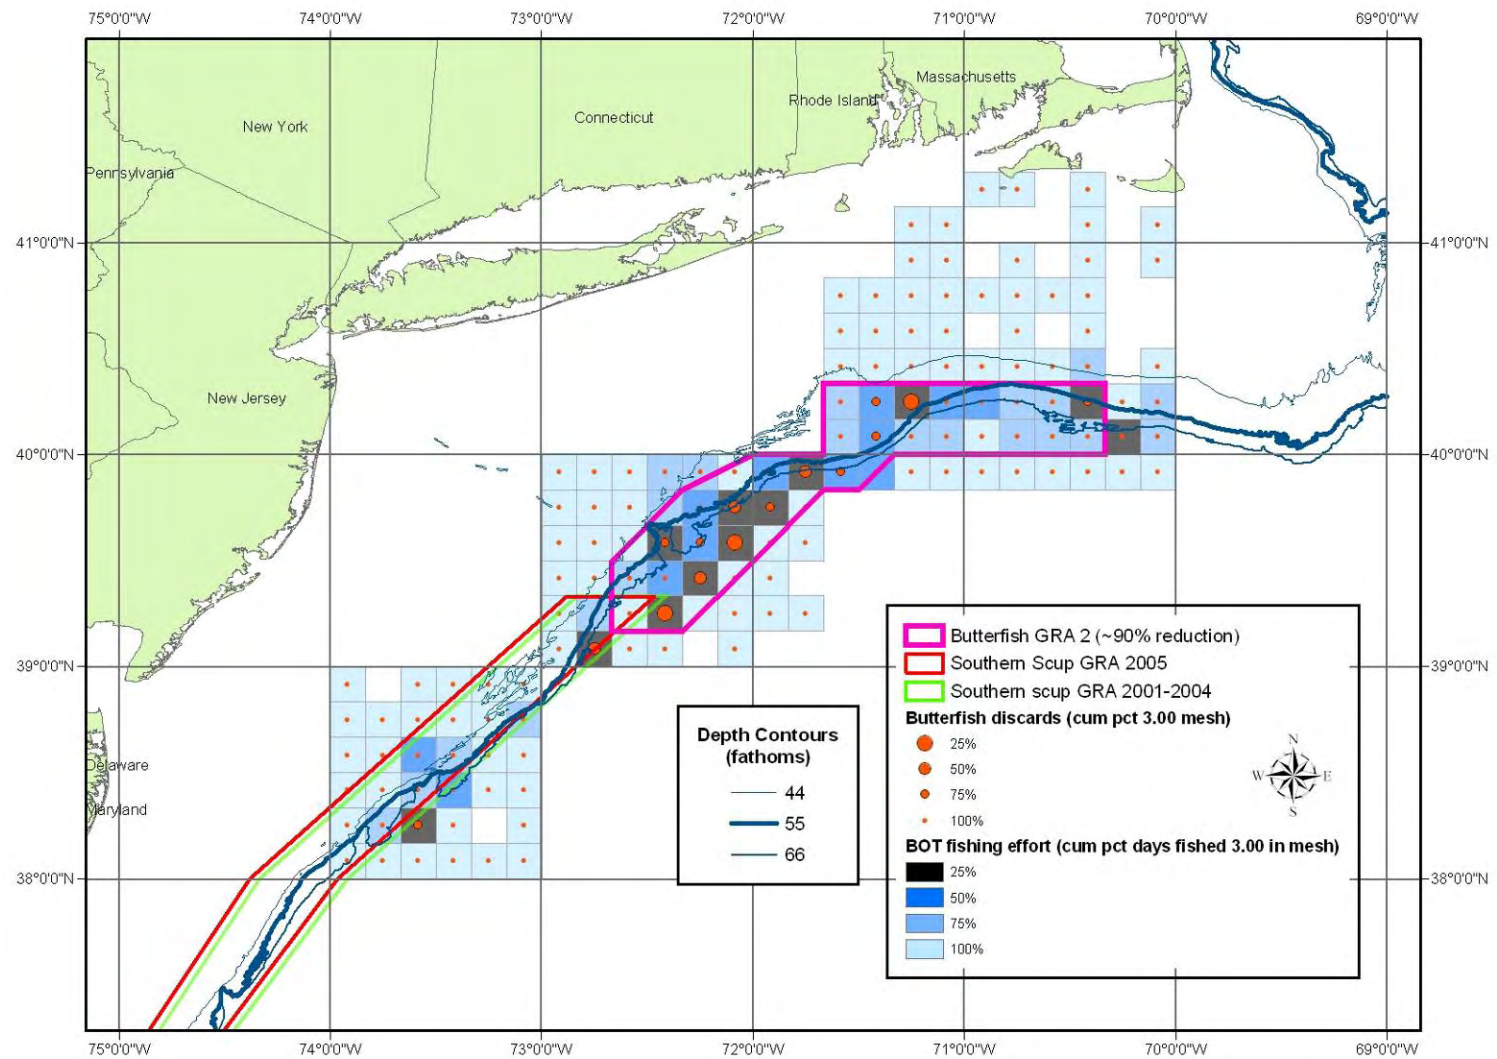 75°0'0"W 74°0'0"W 73°0'0"W 72°0'0"W 71°0'0"W 70°0'0"W 69°0'0"W
Massachusetts
Rhode Island
Connecticut
New York
Pennsylvania
41°0'0"N 41°0'0"N
New Jersey
40°0'0"N 40°0'0"N
39°0'0"N 39°0'0"N
Delaware
Maryland
38°0'0"N 38°0'0"N
Depth Contours
(fathoms)
44
55
66
Butterfish GRA 2 (~90% reduction)
Southern Scup GRA 2005
Southern scup GRA 2001-2004
Butterfish discards (cum pct 3.00 mesh)
25%
50%
75%
100%
N
W E
S
BOT fishing effort (cum pct days fished 3.00 in mesh)
25%
50%
75%
100%
75°0'0"W 74°0'0"W 73°0'0"W 72°0'0"W 71°0'0"W 70°0'0"W 69°0'0"W